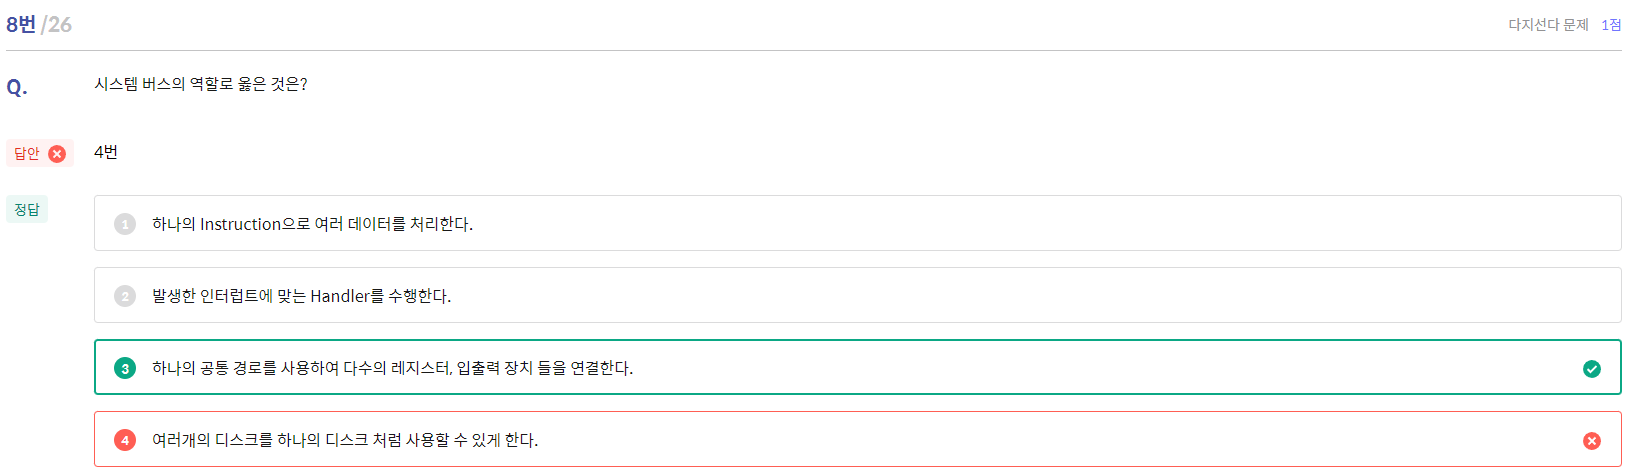 8번 /26
다지선다 문제 1점
Q. 시스템 버스의 역할로 옳은 것은?
답안 4번
정답
1 하나의 Instruction으로 여러 데이터를 처리한다.
2 발생한 인터럽트에 맞는 Handler를 수행한다.
3 하나의 공통 경로를 사용하여 다수의 레지스터, 입출력 장치 들을 연결한다.
4 여러개의 디스크를 하나의 디스크 처럼 사용할 수 있게 한다.